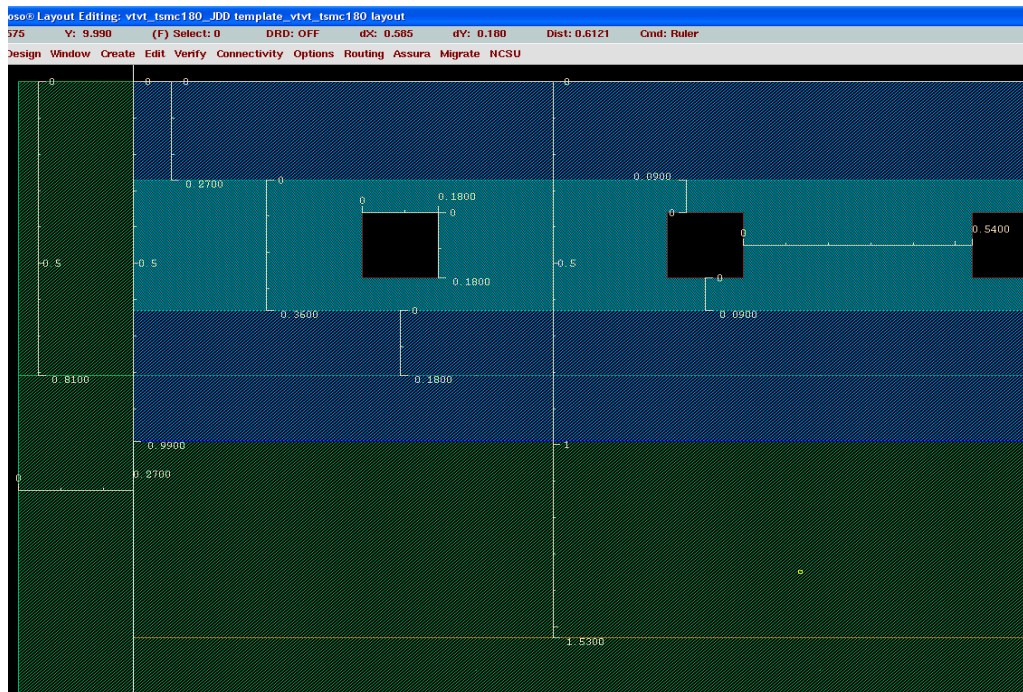 oso® Layout Editing: vtvt_tsmc180_JDD template_vtvt_tsmc180 layout
575 Y: 9.990 (F) Select: 0 DRD: OFF dX: 0.585 dY: 0.180 Dist: 0.6121 Cmd: Ruler
Design Window Create Edit Verify Connectivity Options Routing Assura Migrate NCSU
0 0 0 0
0.2700 0 0.0900
0 0.1800
0 0
0 0.5400
0.5 0.5 0.5
0.1800 0
0.3600 0 0.0900
0.8100 0.1800
0.9900 1
0 0.2700
1.5300